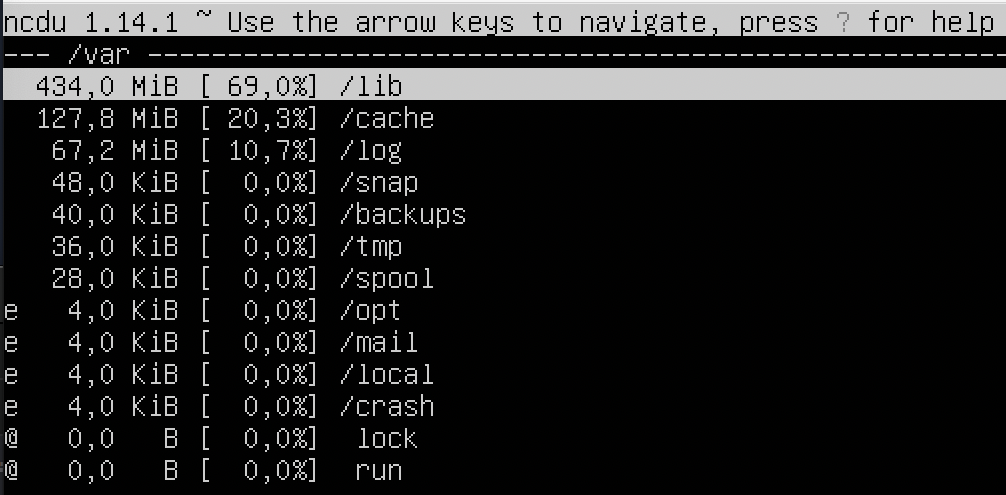 ncdu 1.14.1 ~ Use the arrow keys to navigate, press ? for help
--- /var ------------------------------------------------------
  434,0 MiB [ 69,0%] /lib
  127,8 MiB [ 20,3%] /cache
   67,2 MiB [ 10,7%] /log
   48,0 KiB [  0,0%] /snap
   40,0 KiB [  0,0%] /backups
   36,0 KiB [  0,0%] /tmp
   28,0 KiB [  0,0%] /spool
e   4,0 KiB [  0,0%] /opt
e   4,0 KiB [  0,0%] /mail
e   4,0 KiB [  0,0%] /local
e   4,0 KiB [  0,0%] /crash
@   0,0   B [  0,0%]  lock
@   0,0   B [  0,0%]  run